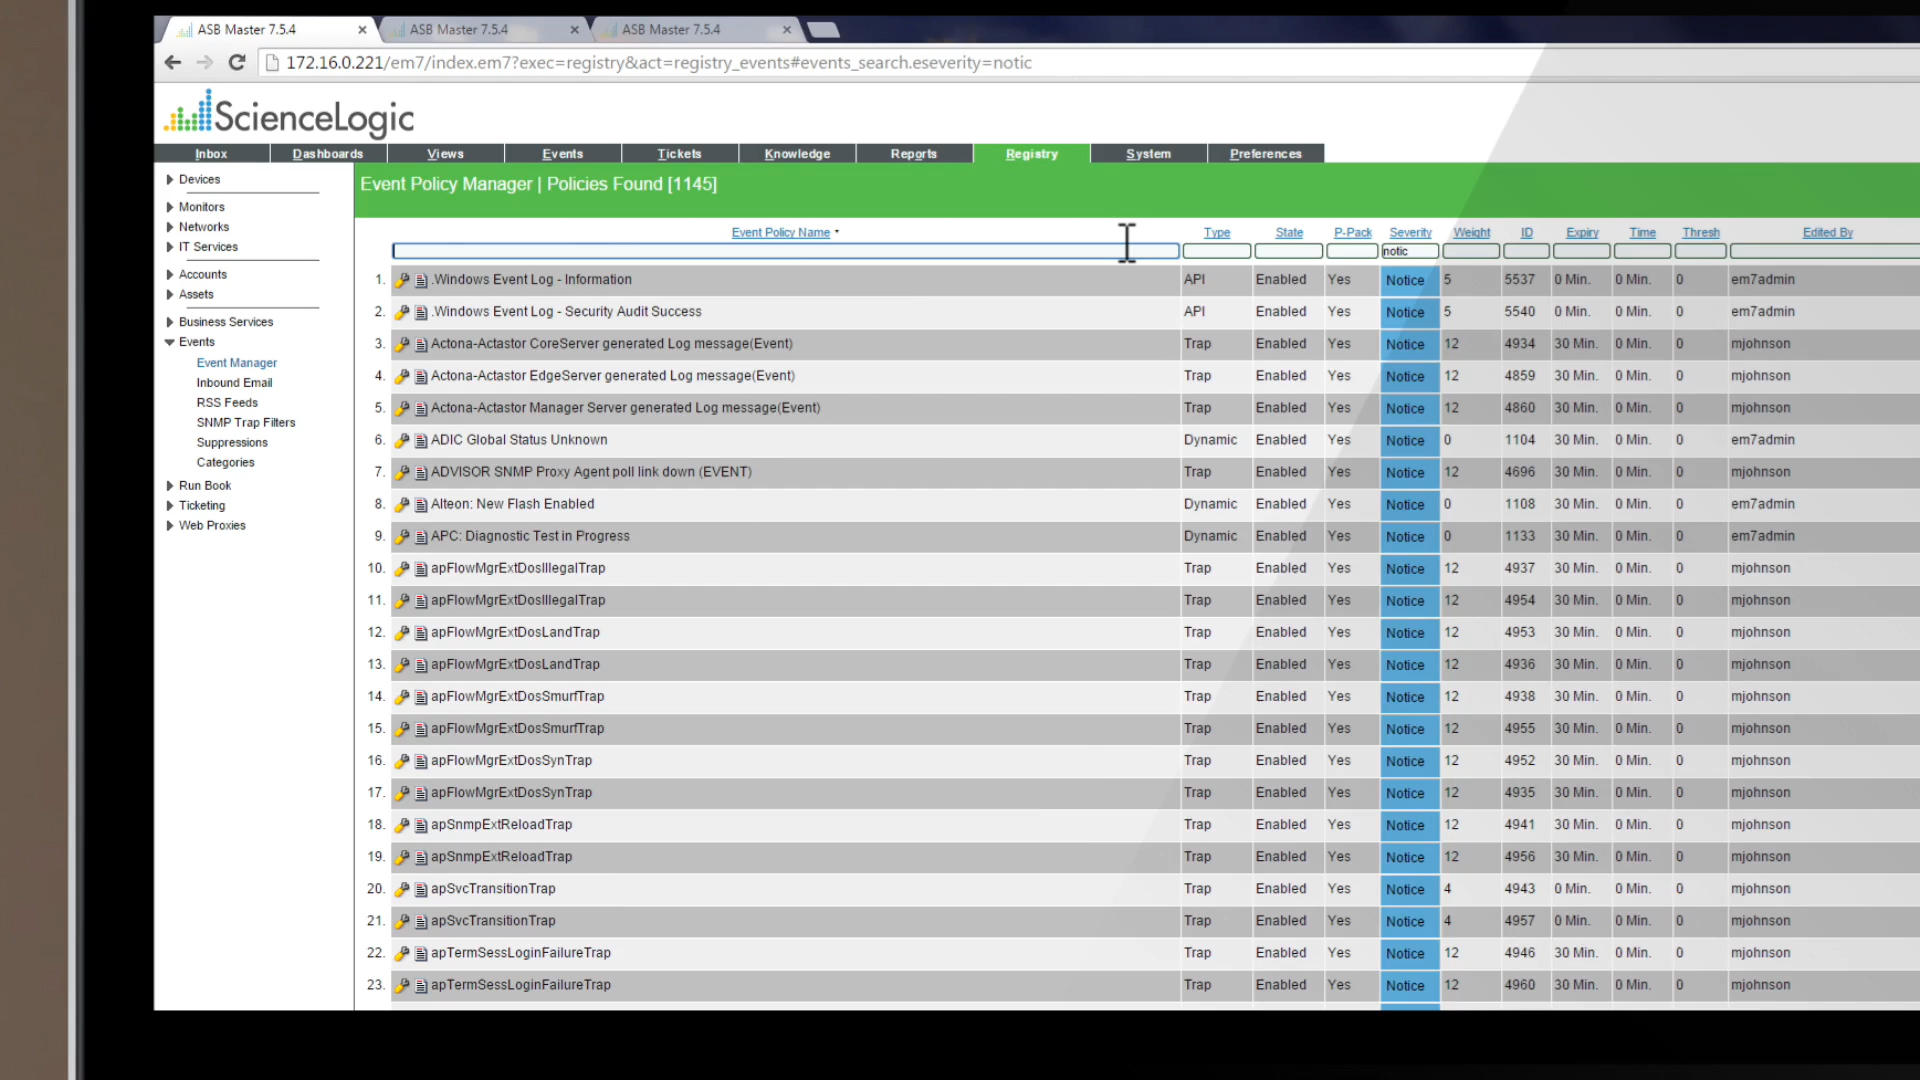 ASB Master 7.5.4 ASB Master 7.5.4 ASB Master 7.5.4
172.16.0.221/em7/index.em7?exec=registry&act=registry_events#events_search.eseverity=notic
ScienceLogic
Inbox Dashboards Views Events Tickets Knowledge Reports Registry System Preferences
Devices
Monitors
Networks
IT Services
Accounts
Assets
Business Services
Events
Event Manager
Inbound Email
RSS Feeds
SNMP Trap Filters
Suppressions
Categories
Run Book
Ticketing
Web Proxies
Event Policy Manager | Policies Found [1145]
Event Policy Name Type State P-Pack Severity Weight ID Expiry Time Thresh Edited By
notic
1. .Windows Event Log - Information API Enabled Yes Notice 5 5537 0 Min. 0 Min. 0 em7admin
2. .Windows Event Log - Security Audit Success API Enabled Yes Notice 5 5540 0 Min. 0 Min. 0 em7admin
3. Actona-Actastor CoreServer generated Log message(Event) Trap Enabled Yes Notice 12 4934 30 Min. 0 Min. 0 mjohnson
4. Actona-Actastor EdgeServer generated Log message(Event) Trap Enabled Yes Notice 12 4859 30 Min. 0 Min. 0 mjohnson
5. Actona-Actastor Manager Server generated Log message(Event) Trap Enabled Yes Notice 12 4860 30 Min. 0 Min. 0 mjohnson
6. ADIC Global Status Unknown Dynamic Enabled Yes Notice 0 1104 30 Min. 0 Min. 0 em7admin
7. ADVISOR SNMP Proxy Agent poll link down (EVENT) Trap Enabled Yes Notice 12 4696 30 Min. 0 Min. 0 mjohnson
8. Alteon: New Flash Enabled Dynamic Enabled Yes Notice 0 1108 30 Min. 0 Min. 0 em7admin
9. APC: Diagnostic Test in Progress Dynamic Enabled Yes Notice 0 1133 30 Min. 0 Min. 0 em7admin
10. apFlowMgrExtDosIllegalTrap Trap Enabled Yes Notice 12 4937 30 Min. 0 Min. 0 mjohnson
11. apFlowMgrExtDosIllegalTrap Trap Enabled Yes Notice 12 4954 30 Min. 0 Min. 0 mjohnson
12. apFlowMgrExtDosLandTrap Trap Enabled Yes Notice 12 4953 30 Min. 0 Min. 0 mjohnson
13. apFlowMgrExtDosLandTrap Trap Enabled Yes Notice 12 4936 30 Min. 0 Min. 0 mjohnson
14. apFlowMgrExtDosSmurfTrap Trap Enabled Yes Notice 12 4938 30 Min. 0 Min. 0 mjohnson
15. apFlowMgrExtDosSmurfTrap Trap Enabled Yes Notice 12 4955 30 Min. 0 Min. 0 mjohnson
16. apFlowMgrExtDosSynTrap Trap Enabled Yes Notice 12 4952 30 Min. 0 Min. 0 mjohnson
17. apFlowMgrExtDosSynTrap Trap Enabled Yes Notice 12 4935 30 Min. 0 Min. 0 mjohnson
18. apSnmpExtReloadTrap Trap Enabled Yes Notice 12 4941 30 Min. 0 Min. 0 mjohnson
19. apSnmpExtReloadTrap Trap Enabled Yes Notice 12 4956 30 Min. 0 Min. 0 mjohnson
20. apSvcTransitionTrap Trap Enabled Yes Notice 4 4943 0 Min. 0 Min. 0 mjohnson
21. apSvcTransitionTrap Trap Enabled Yes Notice 4 4957 0 Min. 0 Min. 0 mjohnson
22. apTermSessLoginFailureTrap Trap Enabled Yes Notice 12 4946 30 Min. 0 Min. 0 mjohnson
23. apTermSessLoginFailureTrap Trap Enabled Yes Notice 12 4960 30 Min. 0 Min. 0 mjohnson